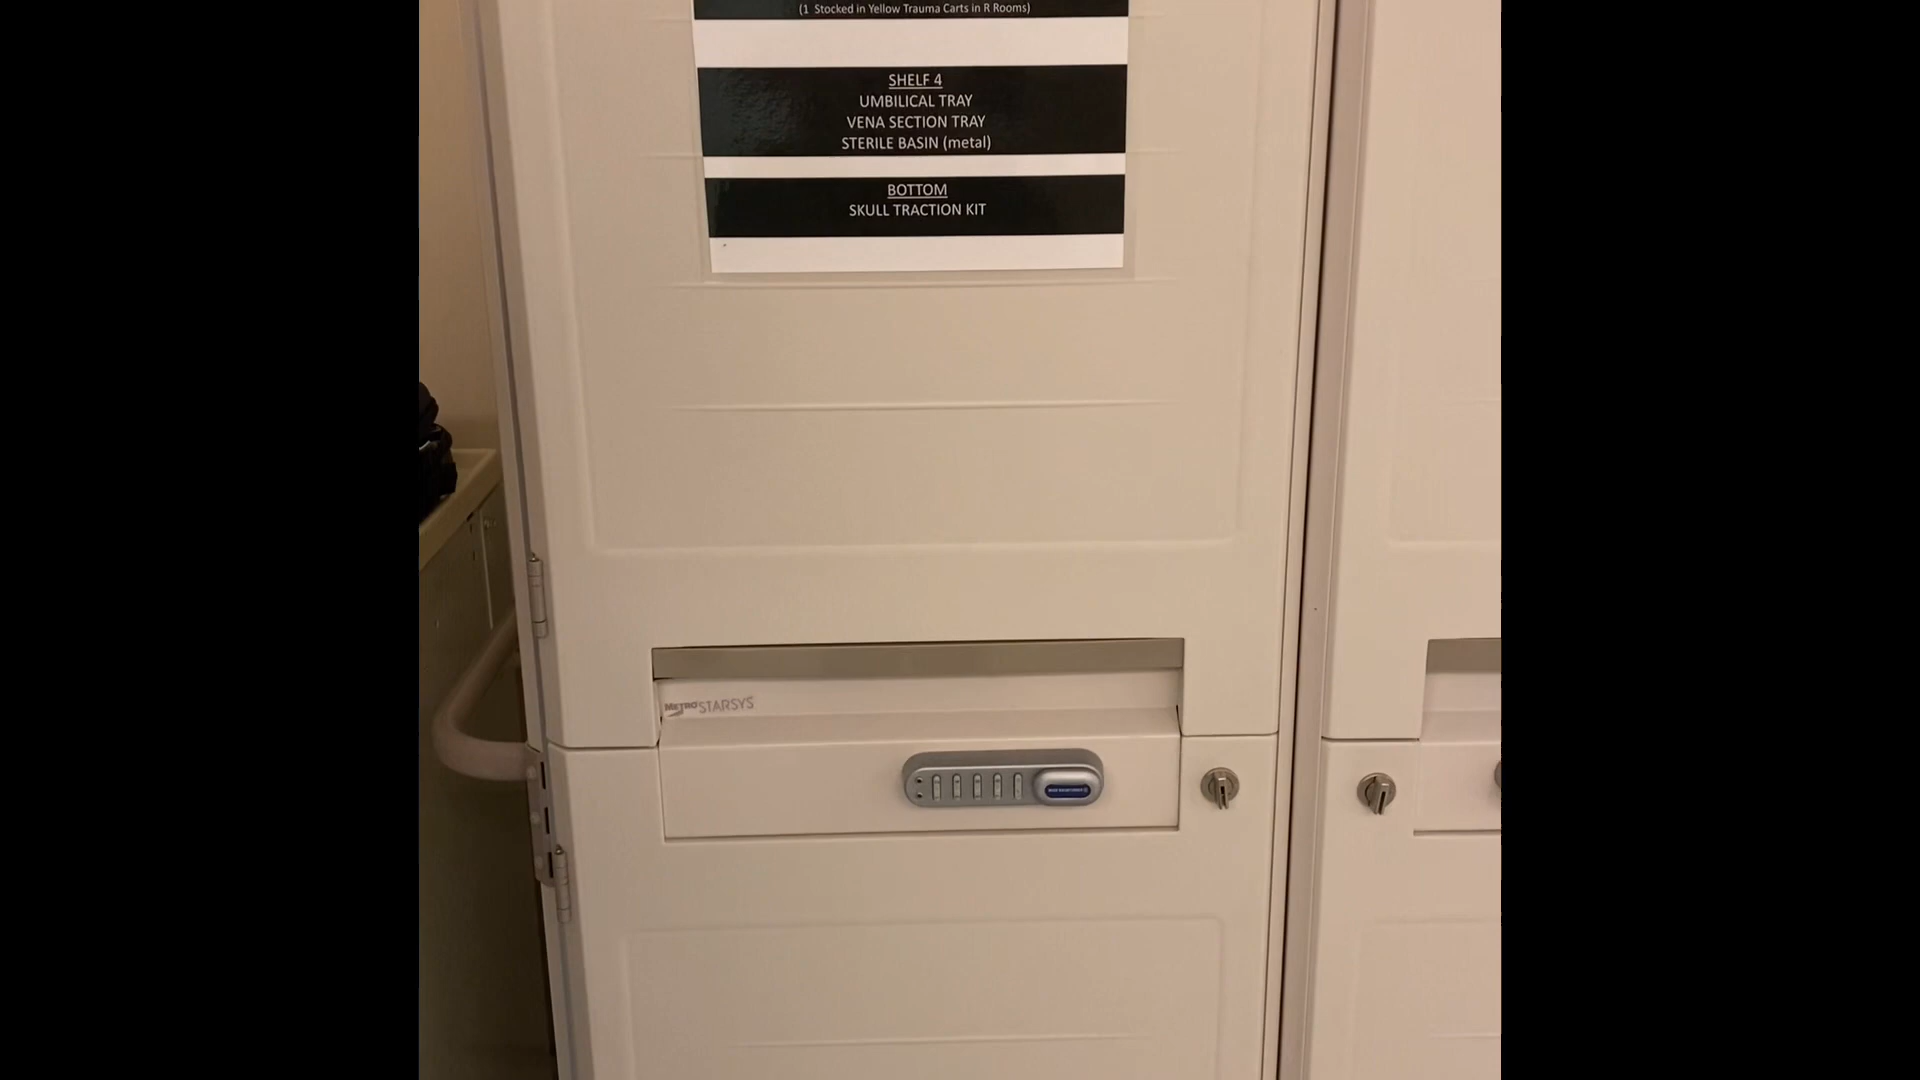 (1 Stocked in Yellow Trauma Carts in R Rooms)
SHELF 4
UMBILICAL TRAY
VENA SECTION TRAY
STERILE BASIN (metal)
BOTTOM
SKULL TRACTION KIT
METRO STARSYS